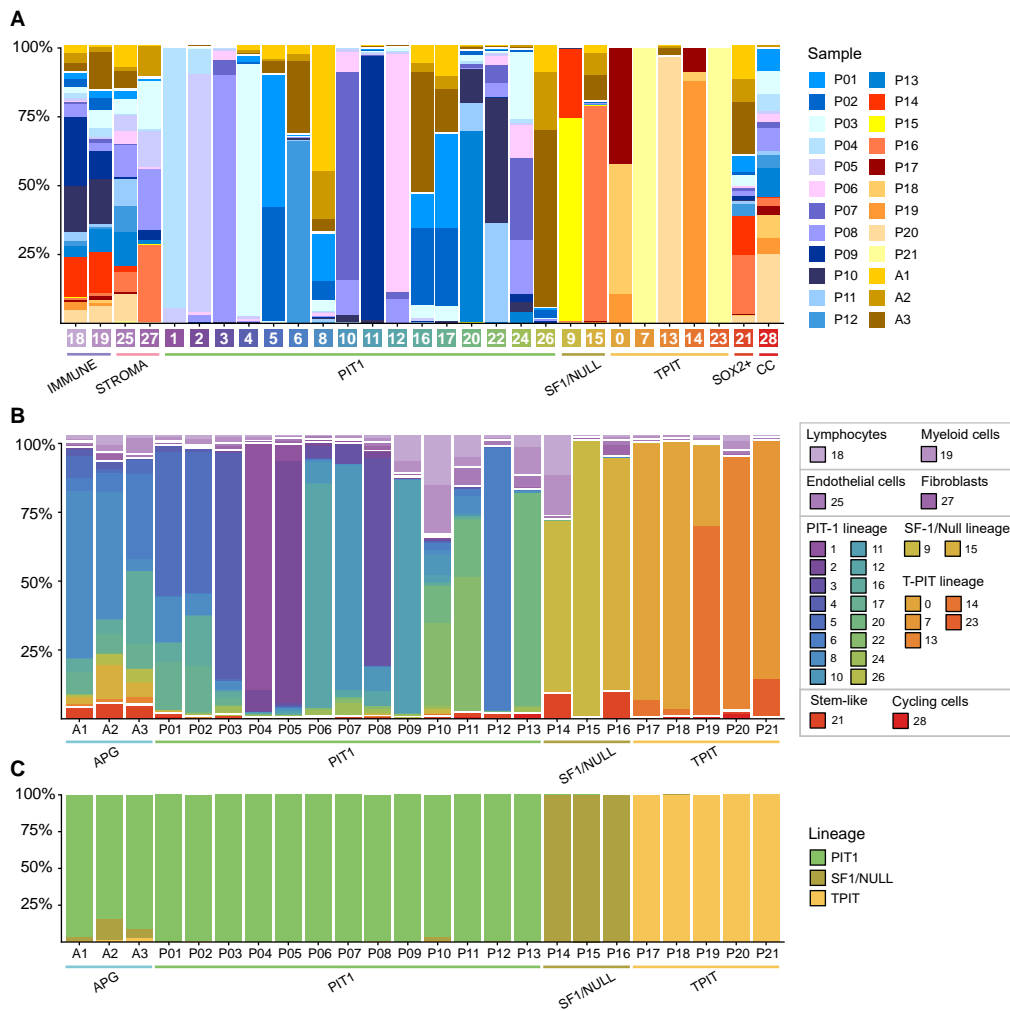 A
100%
75%
50%
25%
18 19 25 27 1 2 3 4 5 6 8 10 11 12 16 17 20 22 24 26 9 15 0 7 13 14 23 21 28
IMMUNE STROMA PIT1 SF1/NULL TPIT SOX2+ CC
Sample
P01 P13
P02 P14
P03 P15
P04 P16
P05 P17
P06 P18
P07 P19
P08 P20
P09 P21
P10 A1
P11 A2
P12 A3
B
100%
75%
50%
25%
A1 A2 A3 P01 P02 P03 P04 P05 P06 P07 P08 P09 P10 P11 P12 P13 P14 P15 P16 P17 P18 P19 P20 P21
APG PIT1 SF1/NULL TPIT
Lymphocytes Myeloid cells
18 19
Endothelial cells Fibroblasts
25 27
PIT-1 lineage SF-1/Null lineage
1 11 9 15
2 12
3 16 T-PIT lineage
4 17 0 14
5 20 7 23
6 22 13
8 24
10 26
Stem-like Cycling cells
21 28
C
100%
75%
50%
25%
A1 A2 A3 P01 P02 P03 P04 P05 P06 P07 P08 P09 P10 P11 P12 P13 P14 P15 P16 P17 P18 P19 P20 P21
APG PIT1 SF1/NULL TPIT
Lineage
PIT1
SF1/NULL
TPIT